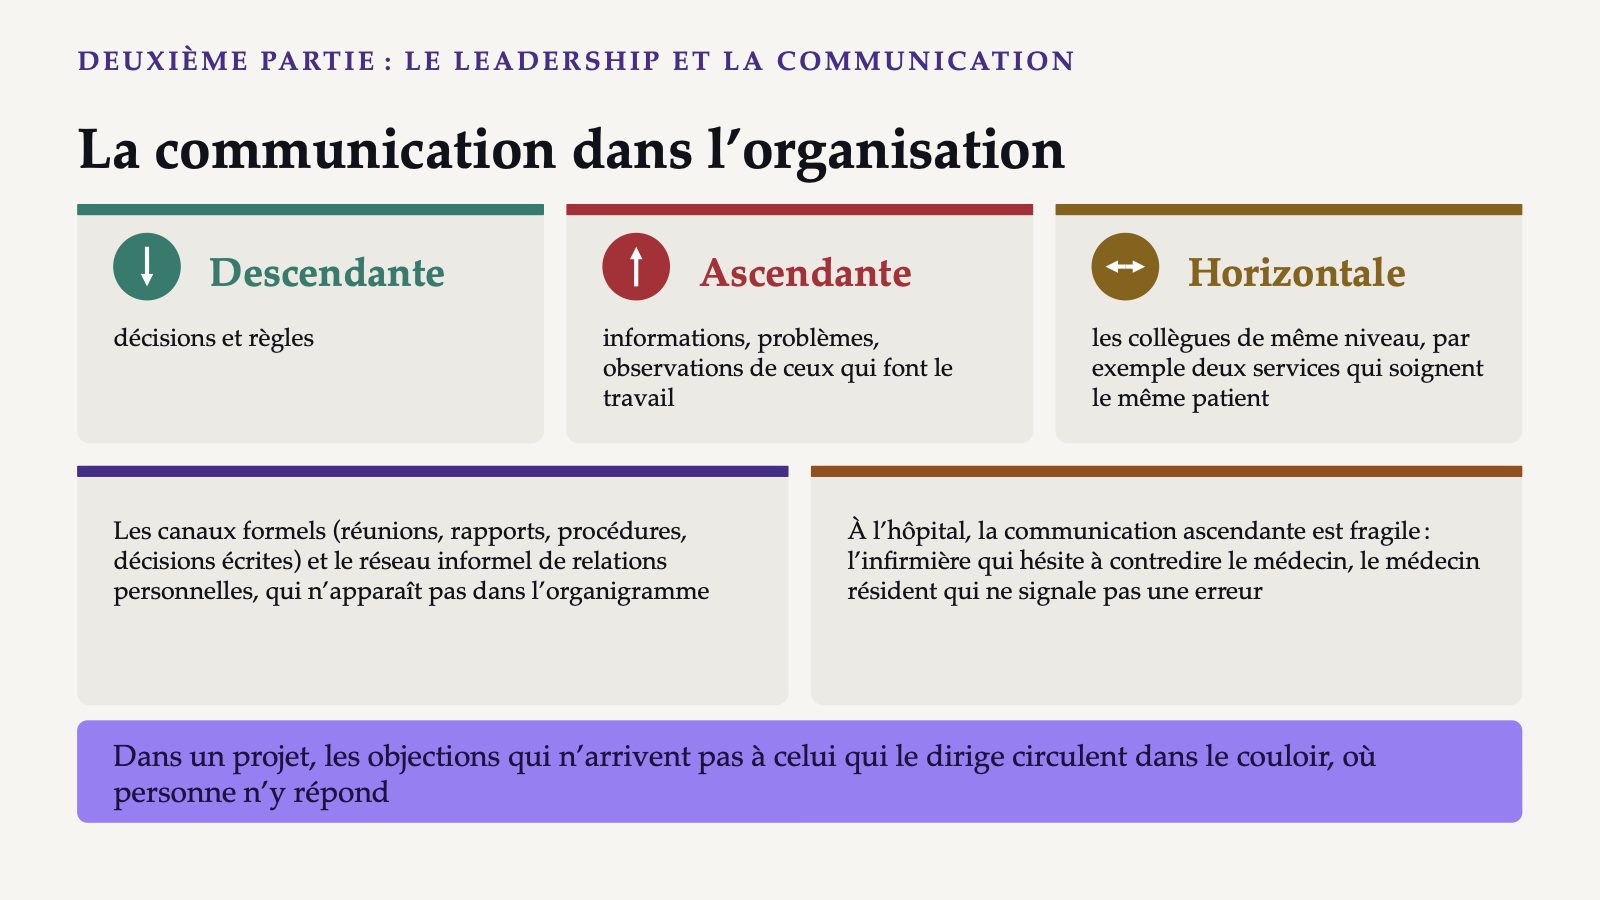 DEUXIÈME PARTIE : LE LEADERSHIP ET LA COMMUNICATION
La communication dans l’organisation
Descendante
décisions et règles
Ascendante
informations, problèmes,
observations de ceux qui font le
travail
Horizontale
les collègues de même niveau, par
exemple deux services qui soignent
le même patient
Les canaux formels (réunions, rapports, procédures,
décisions écrites) et le réseau informel de relations
personnelles, qui n’apparaît pas dans l’organigramme
À l’hôpital, la communication ascendante est fragile :
l’infirmière qui hésite à contredire le médecin, le médecin
résident qui ne signale pas une erreur
Dans un projet, les objections qui n’arrivent pas à celui qui le dirige circulent dans le couloir, où
personne n’y répond